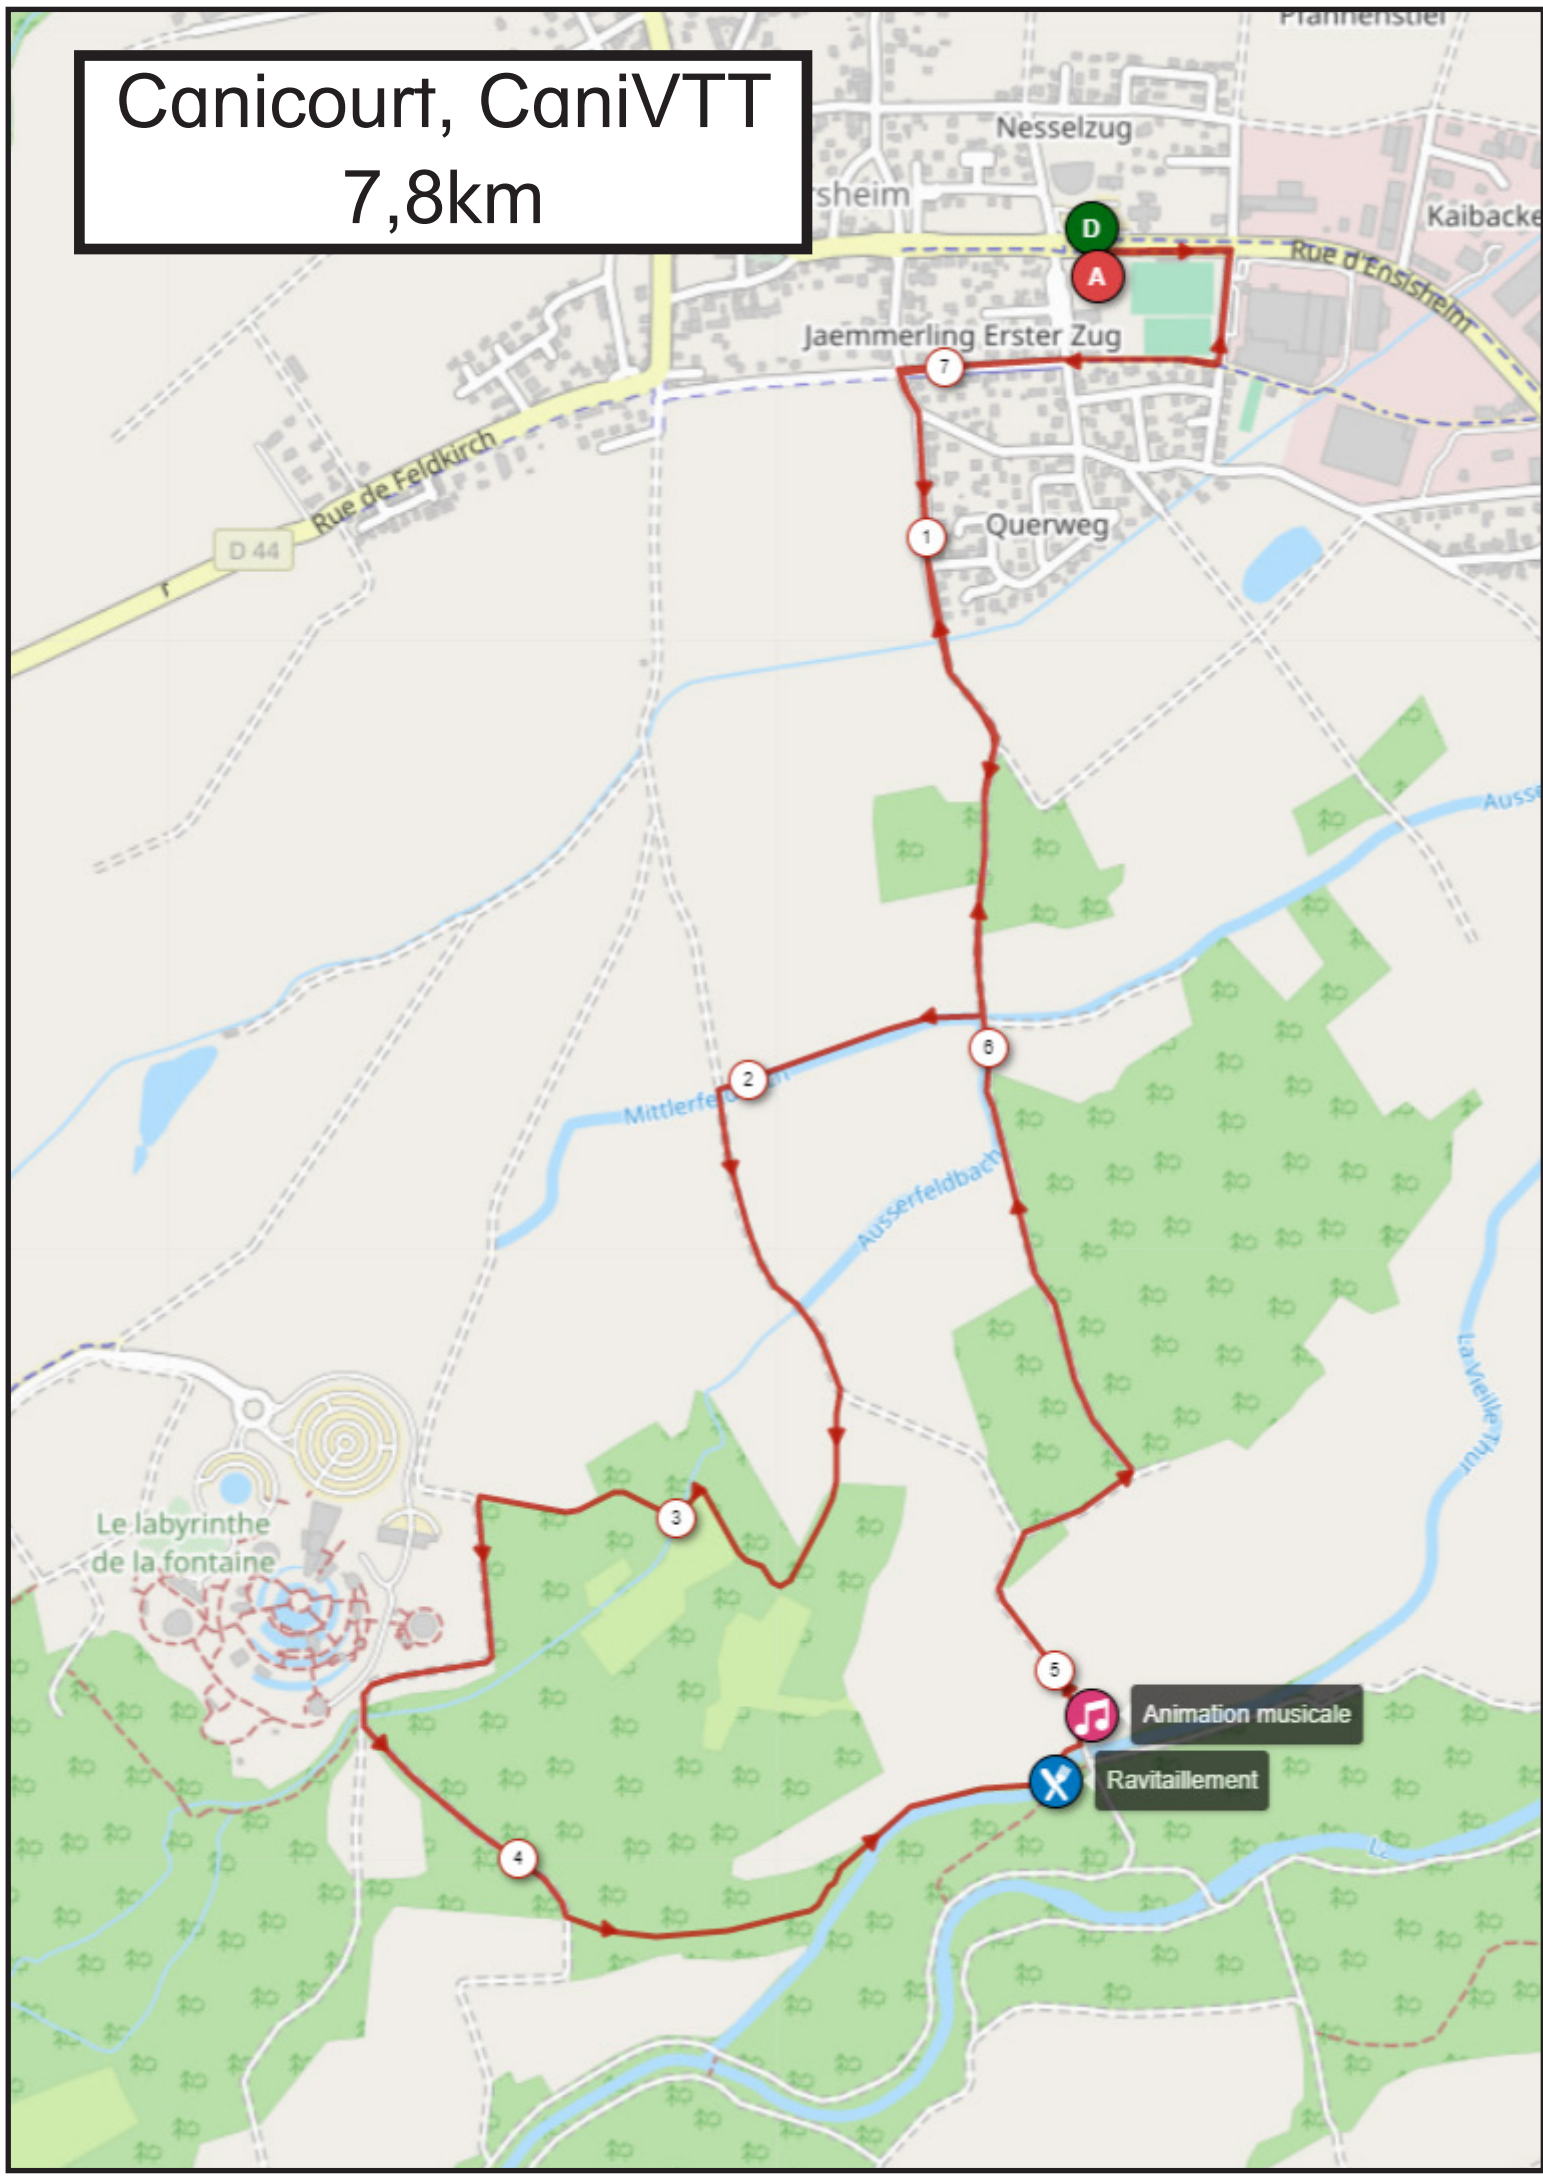 Pfannenstiel
Canicourt, CaniVTT
7,8km
Nesselzug
rsheim
Kaibacke
D
Rue d'Ensisheim
A
Jaemmerling Erster Zug
7
Rue de Feldkirch
Querweg
1
D 44
r
Ausse
6
2
Mittlerfe
Ausserfeldbach
La Vieille Thur
3
Le labyrinthe
de la fontaine
5
Animation musicale
Ravitaillement
4